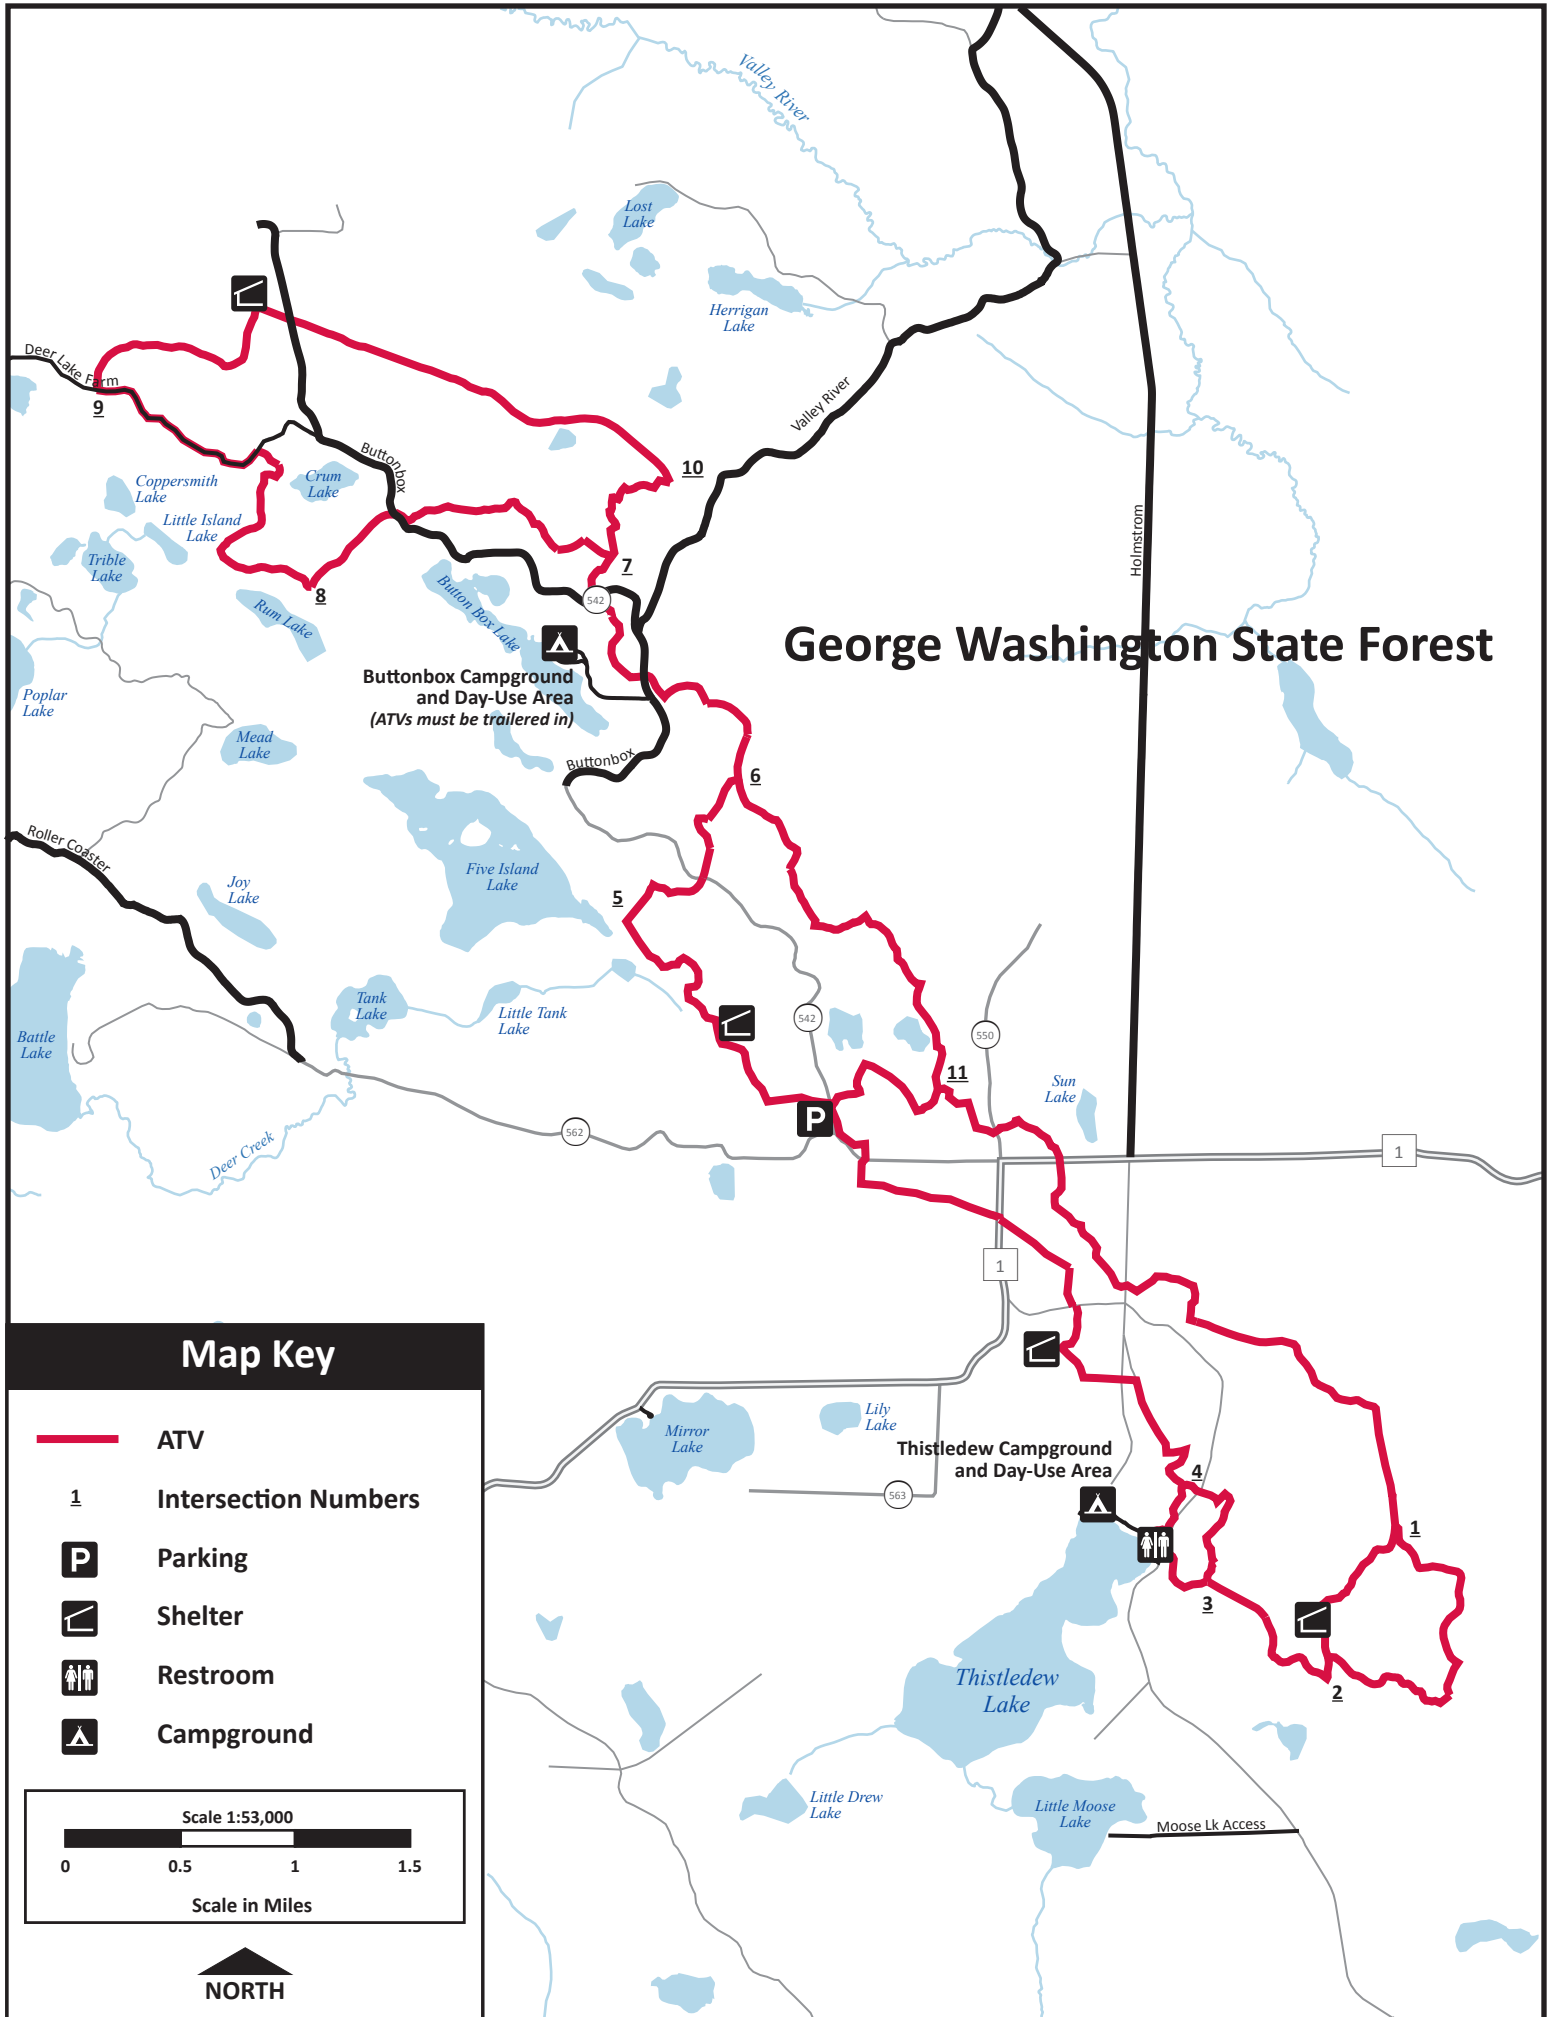 Valley River
Lost
Lake
Herrigan
Lake
Deer Lake Farm
9
Valley River
Buttonbox
10
Coppersmith
Lake
Crum
Lake
Little Island
Lake
Trible
Lake
Holmstrom
7
8
542
Rum Lake
Button Box Lake
George Washington State Forest
Buttonbox Campground
and Day-Use Area
(ATVs must be trailered in)
Poplar
Lake
Mead
Lake
Buttonbox
6
Roller Coaster
Five Island
Lake
Joy
Lake
5
Tank
Lake
Little Tank
Lake
542
550
Battle
Lake
11
Sun
Lake
P
562
Deer Creek
1
1
Map Key
ATV
1
Intersection Numbers
P
Parking
Shelter
Restroom
Campground
Scale 1:53,000
0
0.5
1
1.5
Scale in Miles
NORTH
Mirror
Lake
Lily
Lake
Thistledew Campground
and Day-Use Area
4
563
1
3
2
Thistledew
Lake
Little Drew
Lake
Little Moose
Lake
Moose Lk Access